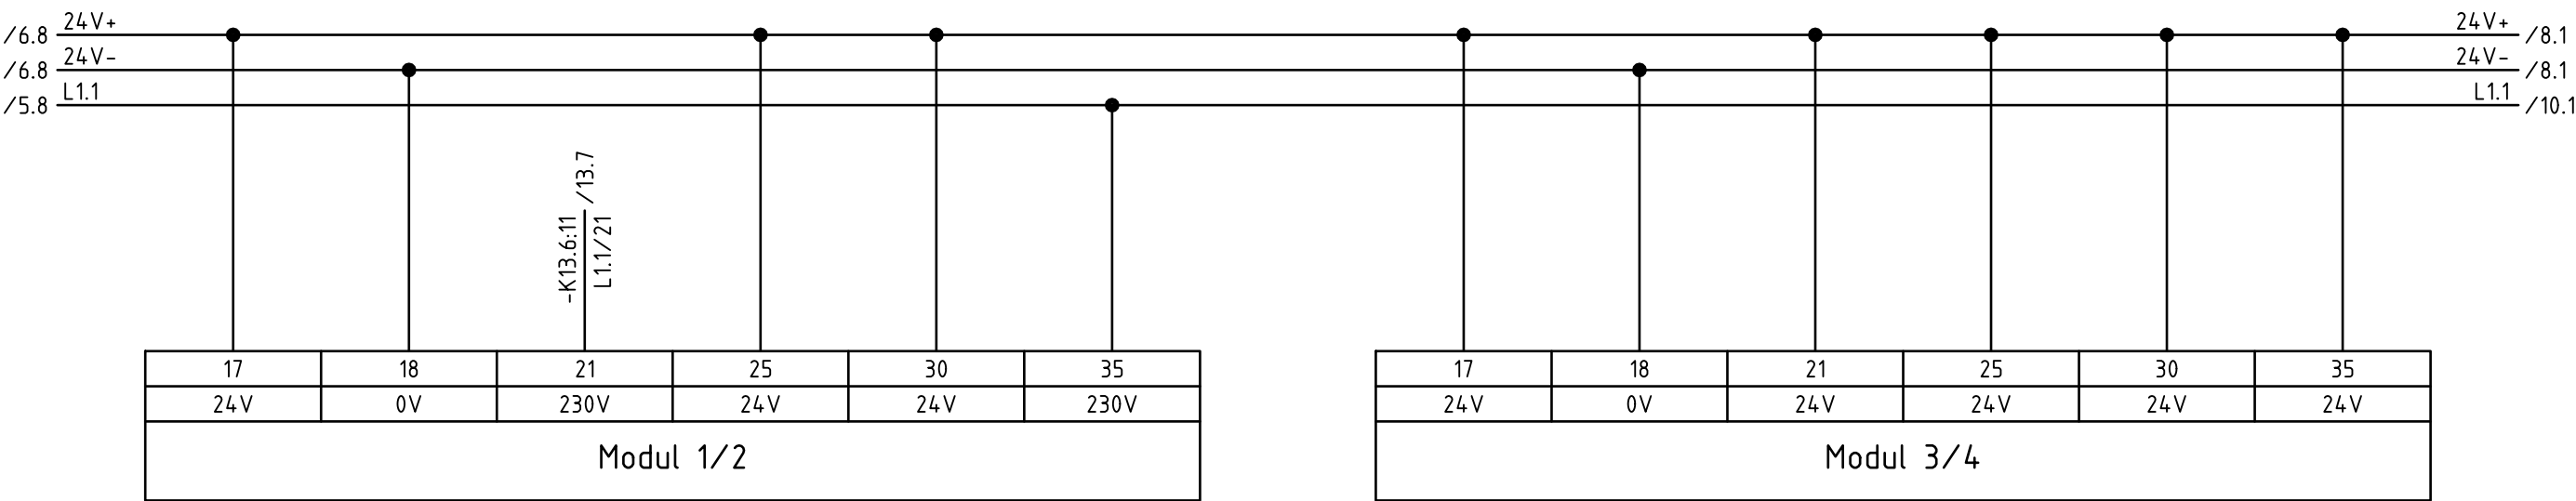 24V+ 24V+
/6.8 /8.1
24V- 24V-
/6.8 /8.1
L1.1 L1.1
/5.8 /10.1
-K13.6:11 /13.7
L1.1/21
17 18 21 25 30 35 17 18 21 25 30 35
24V 0V 230V 24V 24V 230V 24V 0V 24V 24V 24V 24V
Modul 1/2 Modul 3/4